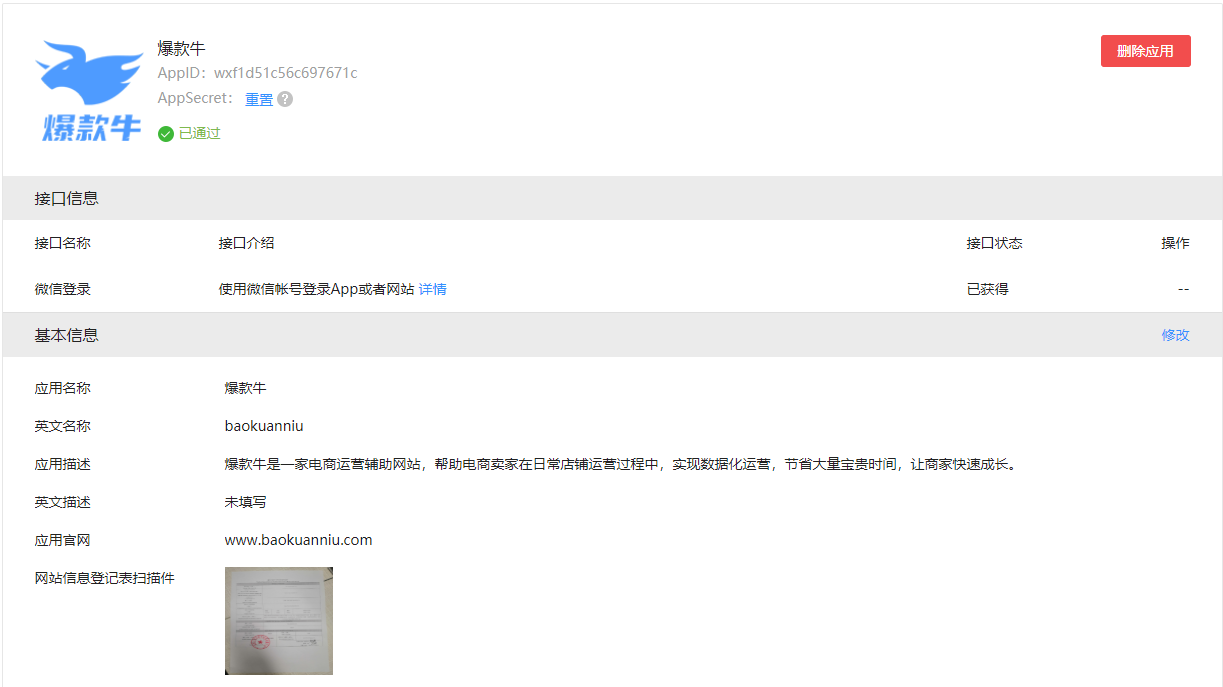 爆款牛
爆款牛
AppID：wxf1d51c56c697671c
AppSecret： 重置 ?
已通过
删除应用
接口信息
接口名称 接口介绍 接口状态 操作
微信登录 使用微信帐号登录App或者网站 详情 已获得 --
基本信息 修改
应用名称 爆款牛
英文名称 baokuanniu
应用描述 爆款牛是一家电商运营辅助网站，帮助电商卖家在日常店铺运营过程中，实现数据化运营，节省大量宝贵时间，让商家快速成长。
英文描述 未填写
应用官网 www.baokuanniu.com
网站信息登记表扫描件